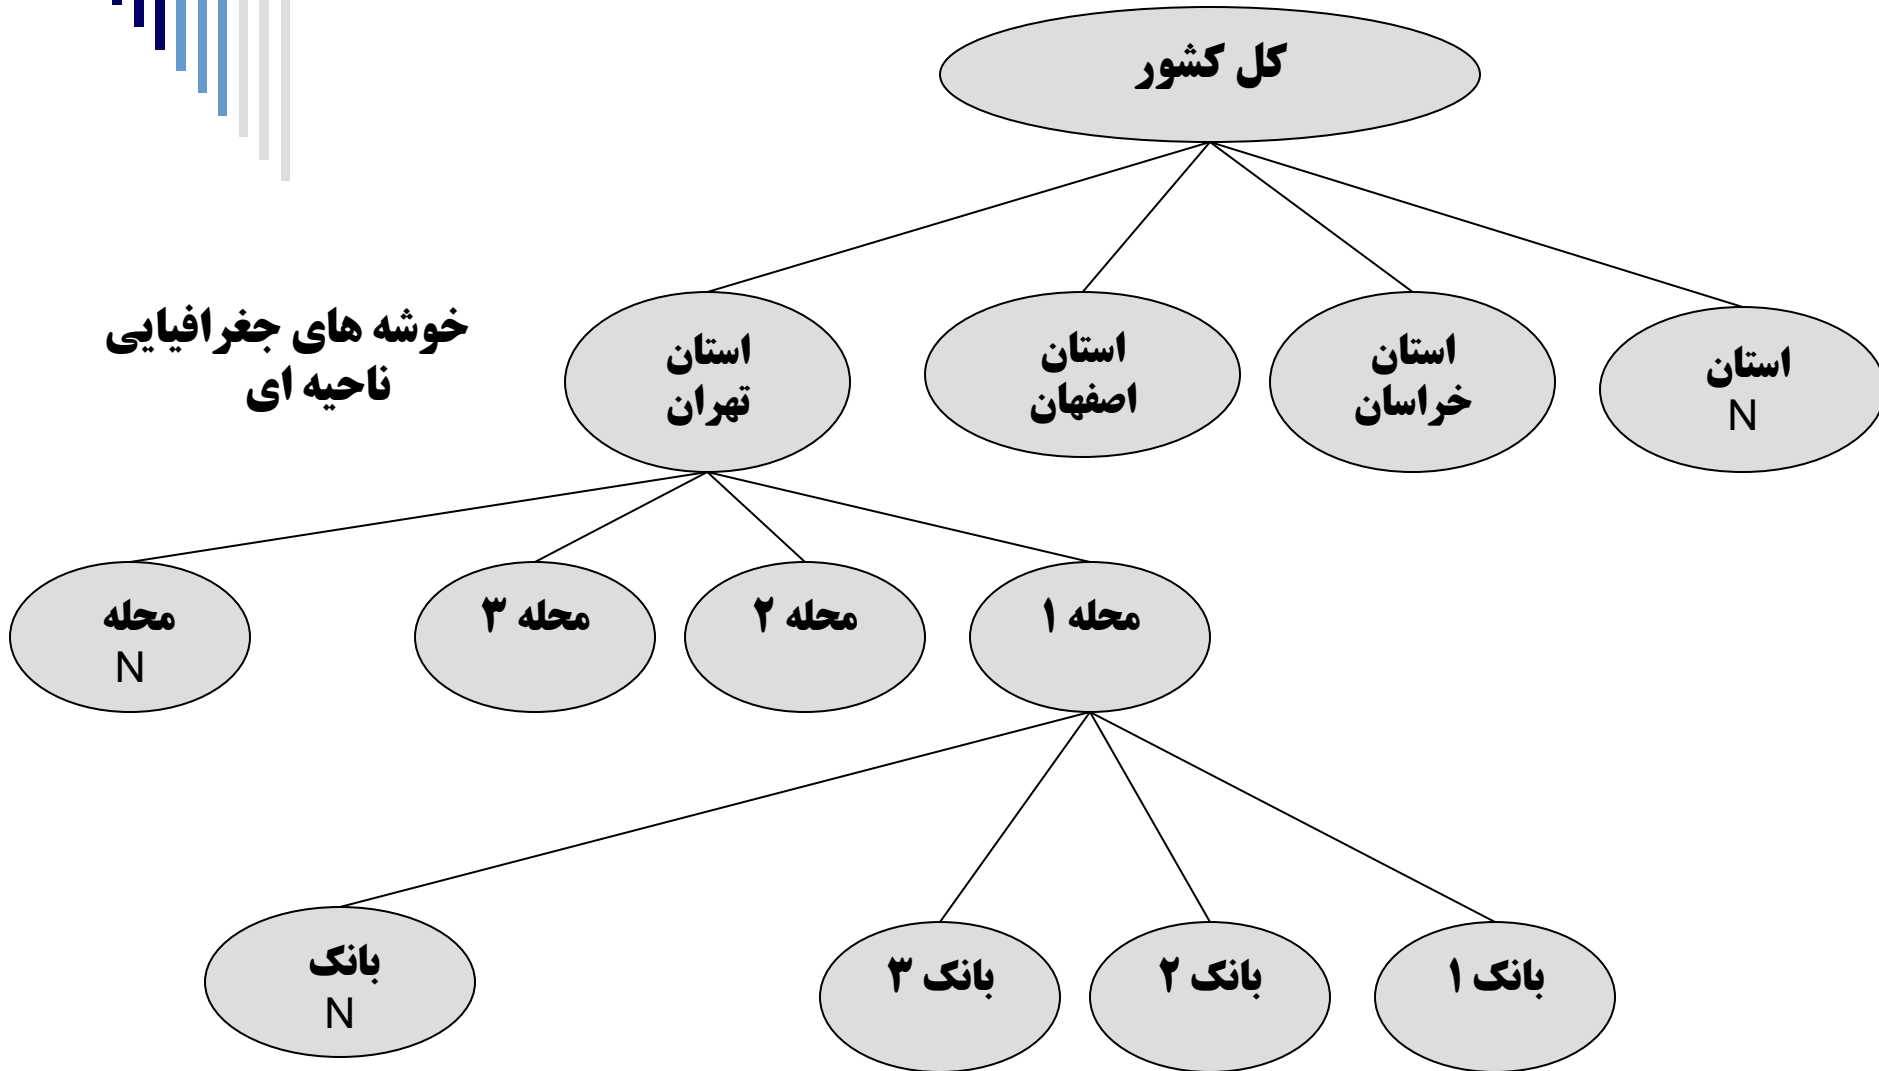 کل کشور
خوشه های جغرافیایی
ناحیه ای
استان
N
استان
خراسان
استان
اصفهان
استان
تهران
محله ۱
محله ۲
محله ۳
محله
N
بانک ۱
بانک ۲
بانک ۳
بانک
N